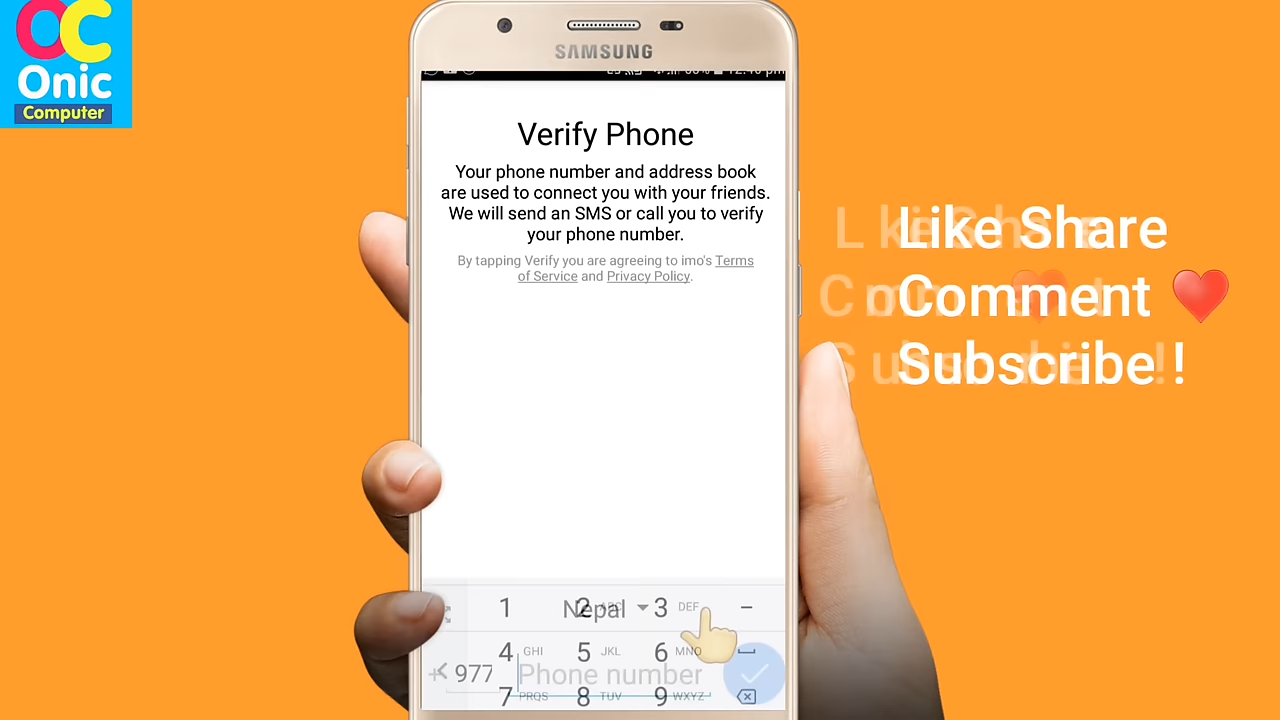 OC
Onic
Computer
SAMSUNG
Verify Phone
Your phone number and address book
are used to connect you with your friends.
We will send an SMS or call you to verify
your phone number.
By tapping Verify you are agreeing to imo's Terms
of Service and Privacy Policy.
Like Share
Comment ❤️
Subscribe !
Nepal
1 2 ABC 3 DEF –
4 GHI 5 JKL 6 MNO
+ 977 Phone number
7 PRQS 8 TUV 9 WXYZ